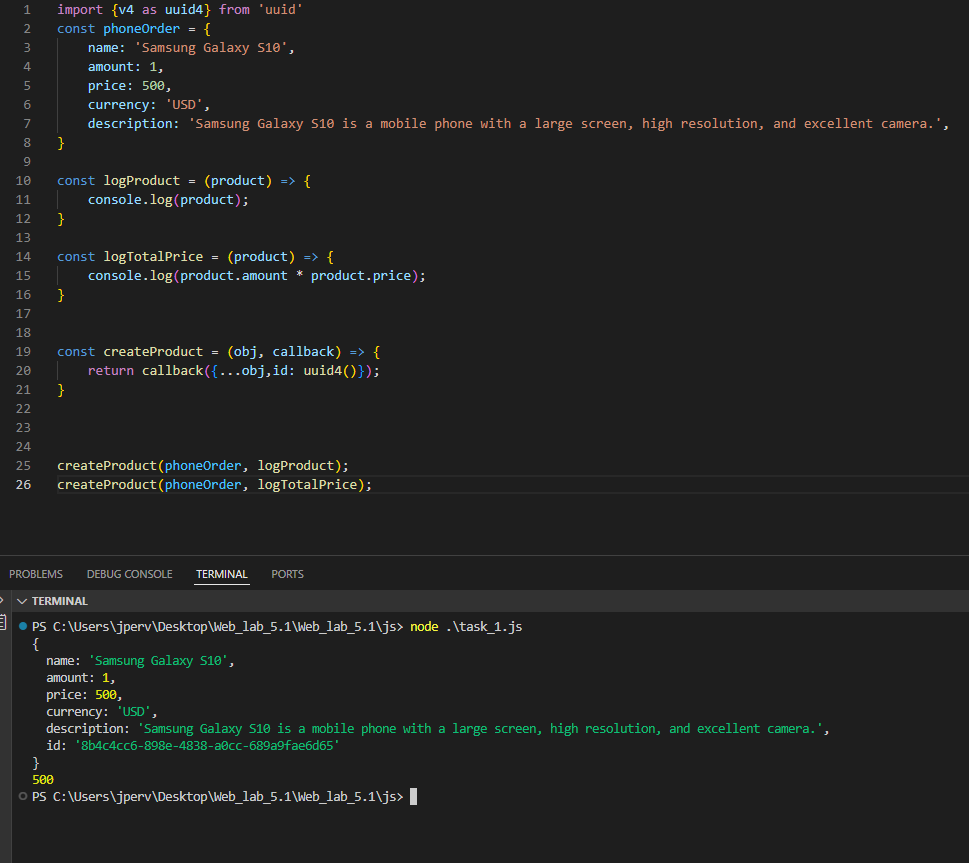 1 import {v4 as uuid4} from 'uuid'
2 const phoneOrder = {
3 name: 'Samsung Galaxy S10',
4 amount: 1,
5 price: 500,
6 currency: 'USD',
7 description: 'Samsung Galaxy S10 is a mobile phone with a large screen, high resolution, and excellent camera.',
8 }
9
10 const logProduct = (product) => {
11 console.log(product);
12 }
13
14 const logTotalPrice = (product) => {
15 console.log(product.amount * product.price);
16 }
17
18
19 const createProduct = (obj, callback) => {
20 return callback({...obj,id: uuid4()});
21 }
22
23
24
25 createProduct(phoneOrder, logProduct);
26 createProduct(phoneOrder, logTotalPrice);
PROBLEMS DEBUG CONSOLE TERMINAL PORTS
TERMINAL
PS C:\Users\jperv\Desktop\Web_lab_5.1\Web_lab_5.1\js> node .\task_1.js
{
name: 'Samsung Galaxy S10',
amount: 1,
price: 500,
currency: 'USD',
description: 'Samsung Galaxy S10 is a mobile phone with a large screen, high resolution, and excellent camera.',
id: '8b4c4cc6-898e-4838-a0cc-689a9fae6d65'
}
500
PS C:\Users\jperv\Desktop\Web_lab_5.1\Web_lab_5.1\js>